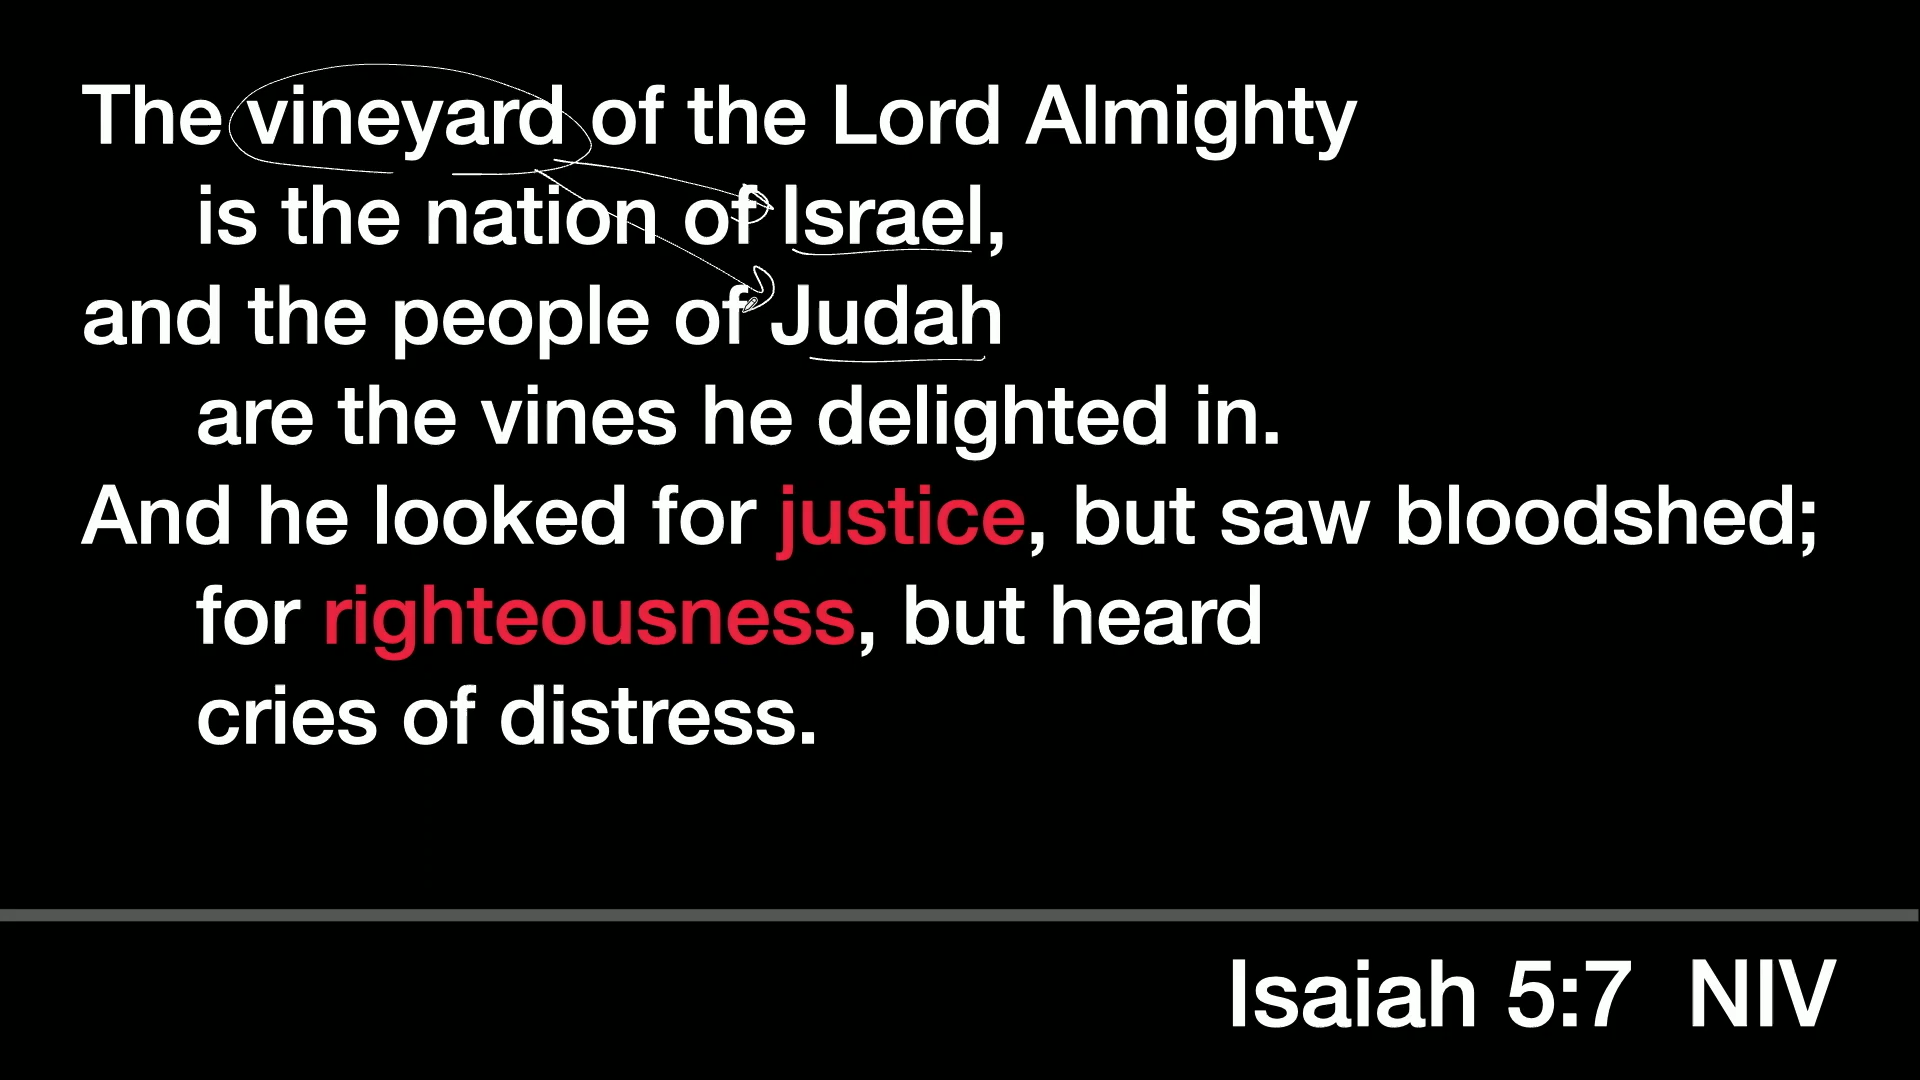 The vineyard of the Lord Almighty
is the nation of Israel,
and the people of Judah
are the vines he delighted in.
And he looked for justice, but saw bloodshed;
for righteousness, but heard
cries of distress.
Isaiah 5:7 NIV